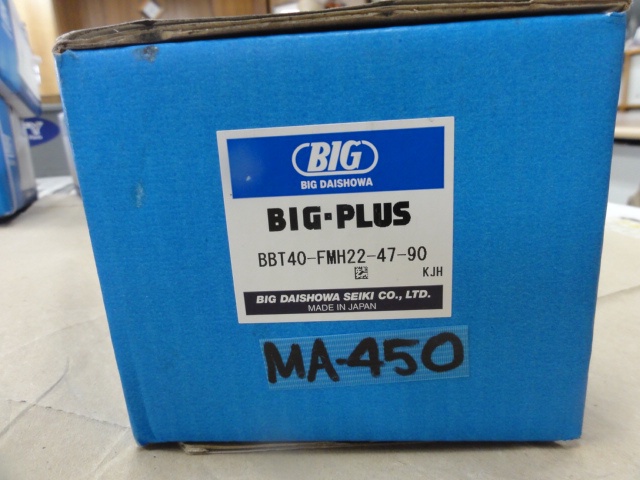 BIG
BIG DAISHOWA
BIG-PLUS
BBT40-FMH22-47-90
KJH
BIG DAISHOWA SEIKI CO., LTD.
MADE IN JAPAN
MA-450